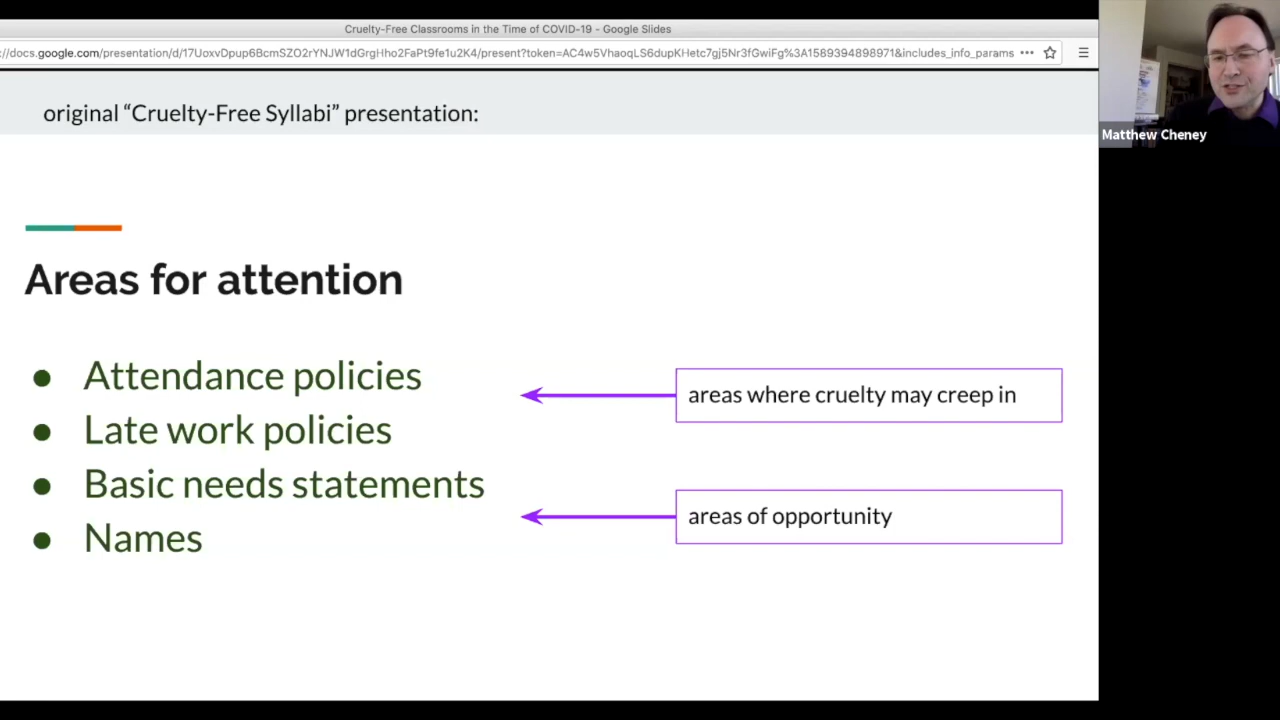 Cruelty-Free Classrooms in the Time of COVID-19 - Google Slides
://docs.google.com/presentation/d/17UoxvDpup6BcmSZO2rYNJW1dGrgHho2FaPt9fe1u2K4/present?token=AC4w5VhaoqLS6dupKHetc7gj5Nr3fGwiFg%3A1589394898971&includes_info_params
original “Cruelty-Free Syllabi” presentation:
Matthew Cheney
Areas for attention
● Attendance policies
areas where cruelty may creep in
● Late work policies
● Basic needs statements
areas of opportunity
● Names